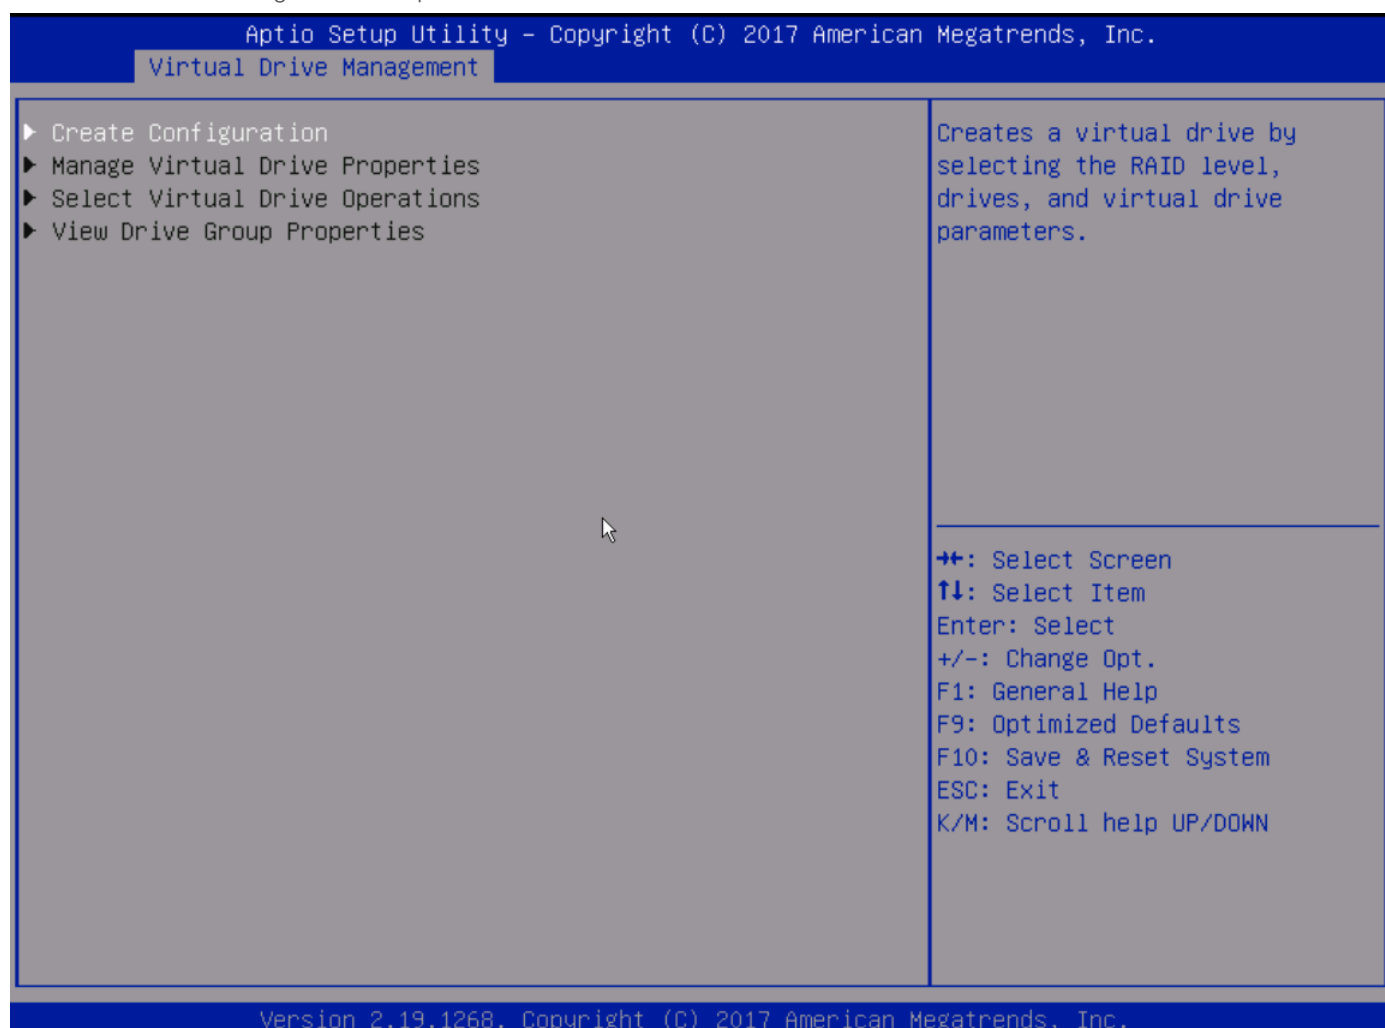 Aptio Setup Utility – Copyright (C) 2017 American Megatrends, Inc.
Virtual Drive Management
▶ Create Configuration
▶ Manage Virtual Drive Properties
▶ Select Virtual Drive Operations
▶ View Drive Group Properties
Creates a virtual drive by
selecting the RAID level,
drives, and virtual drive
parameters.
→←: Select Screen
↑↓: Select Item
Enter: Select
+/-: Change Opt.
F1: General Help
F9: Optimized Defaults
F10: Save & Reset System
ESC: Exit
K/M: Scroll help UP/DOWN
Version 2.19.1268. Copyright (C) 2017 American Megatrends, Inc.